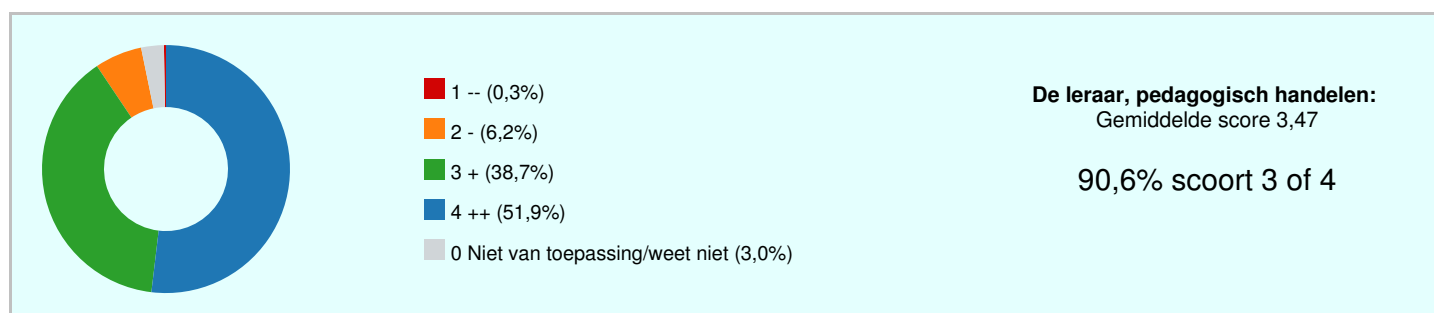 1 -- (0,3%)
2 - (6,2%)
3 + (38,7%)
4 ++ (51,9%)
0 Niet van toepassing/weet niet (3,0%)
De leraar, pedagogisch handelen:
Gemiddelde score 3,47
90,6% scoort 3 of 4